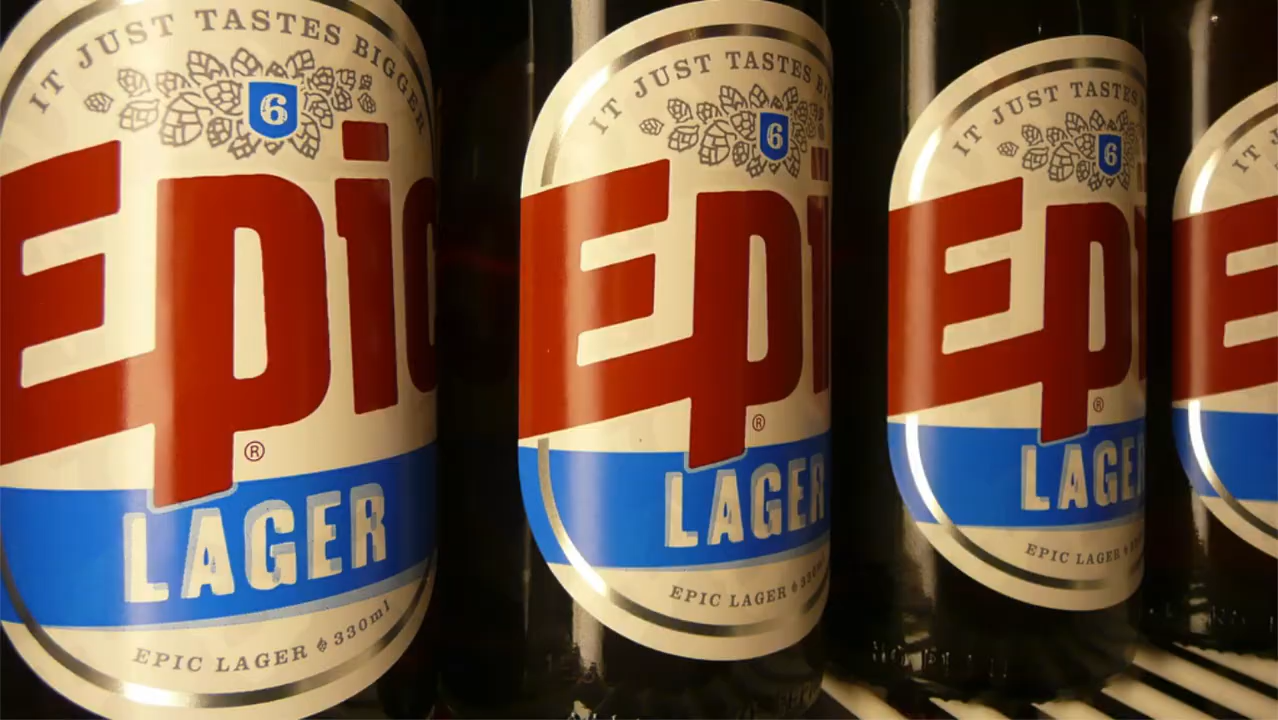 IT JUST TASTES BIGGER
6
Epic
®
LAGER
EPIC LAGER 330ml
IT JUST TASTES
6
Epi
®
LAGER
EPIC LAGER
IT JUST TASTES
6
Epi
®
LAGER
EPIC LAGER
IT
E